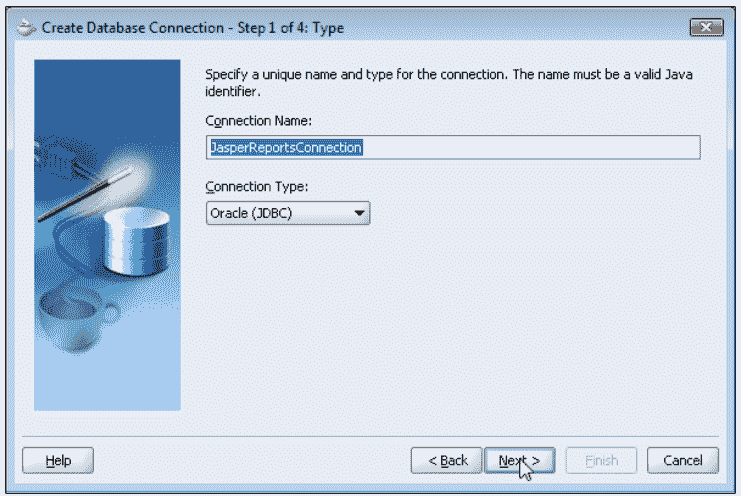 Create Database Connection - Step 1 of 4: Type
Specify a unique name and type for the connection. The name must be a valid Java
identifier.
Connection Name:
JasperReportsConnection
Connection Type:
Oracle (JDBC)
Help
< Back
Next >
Finish
Cancel